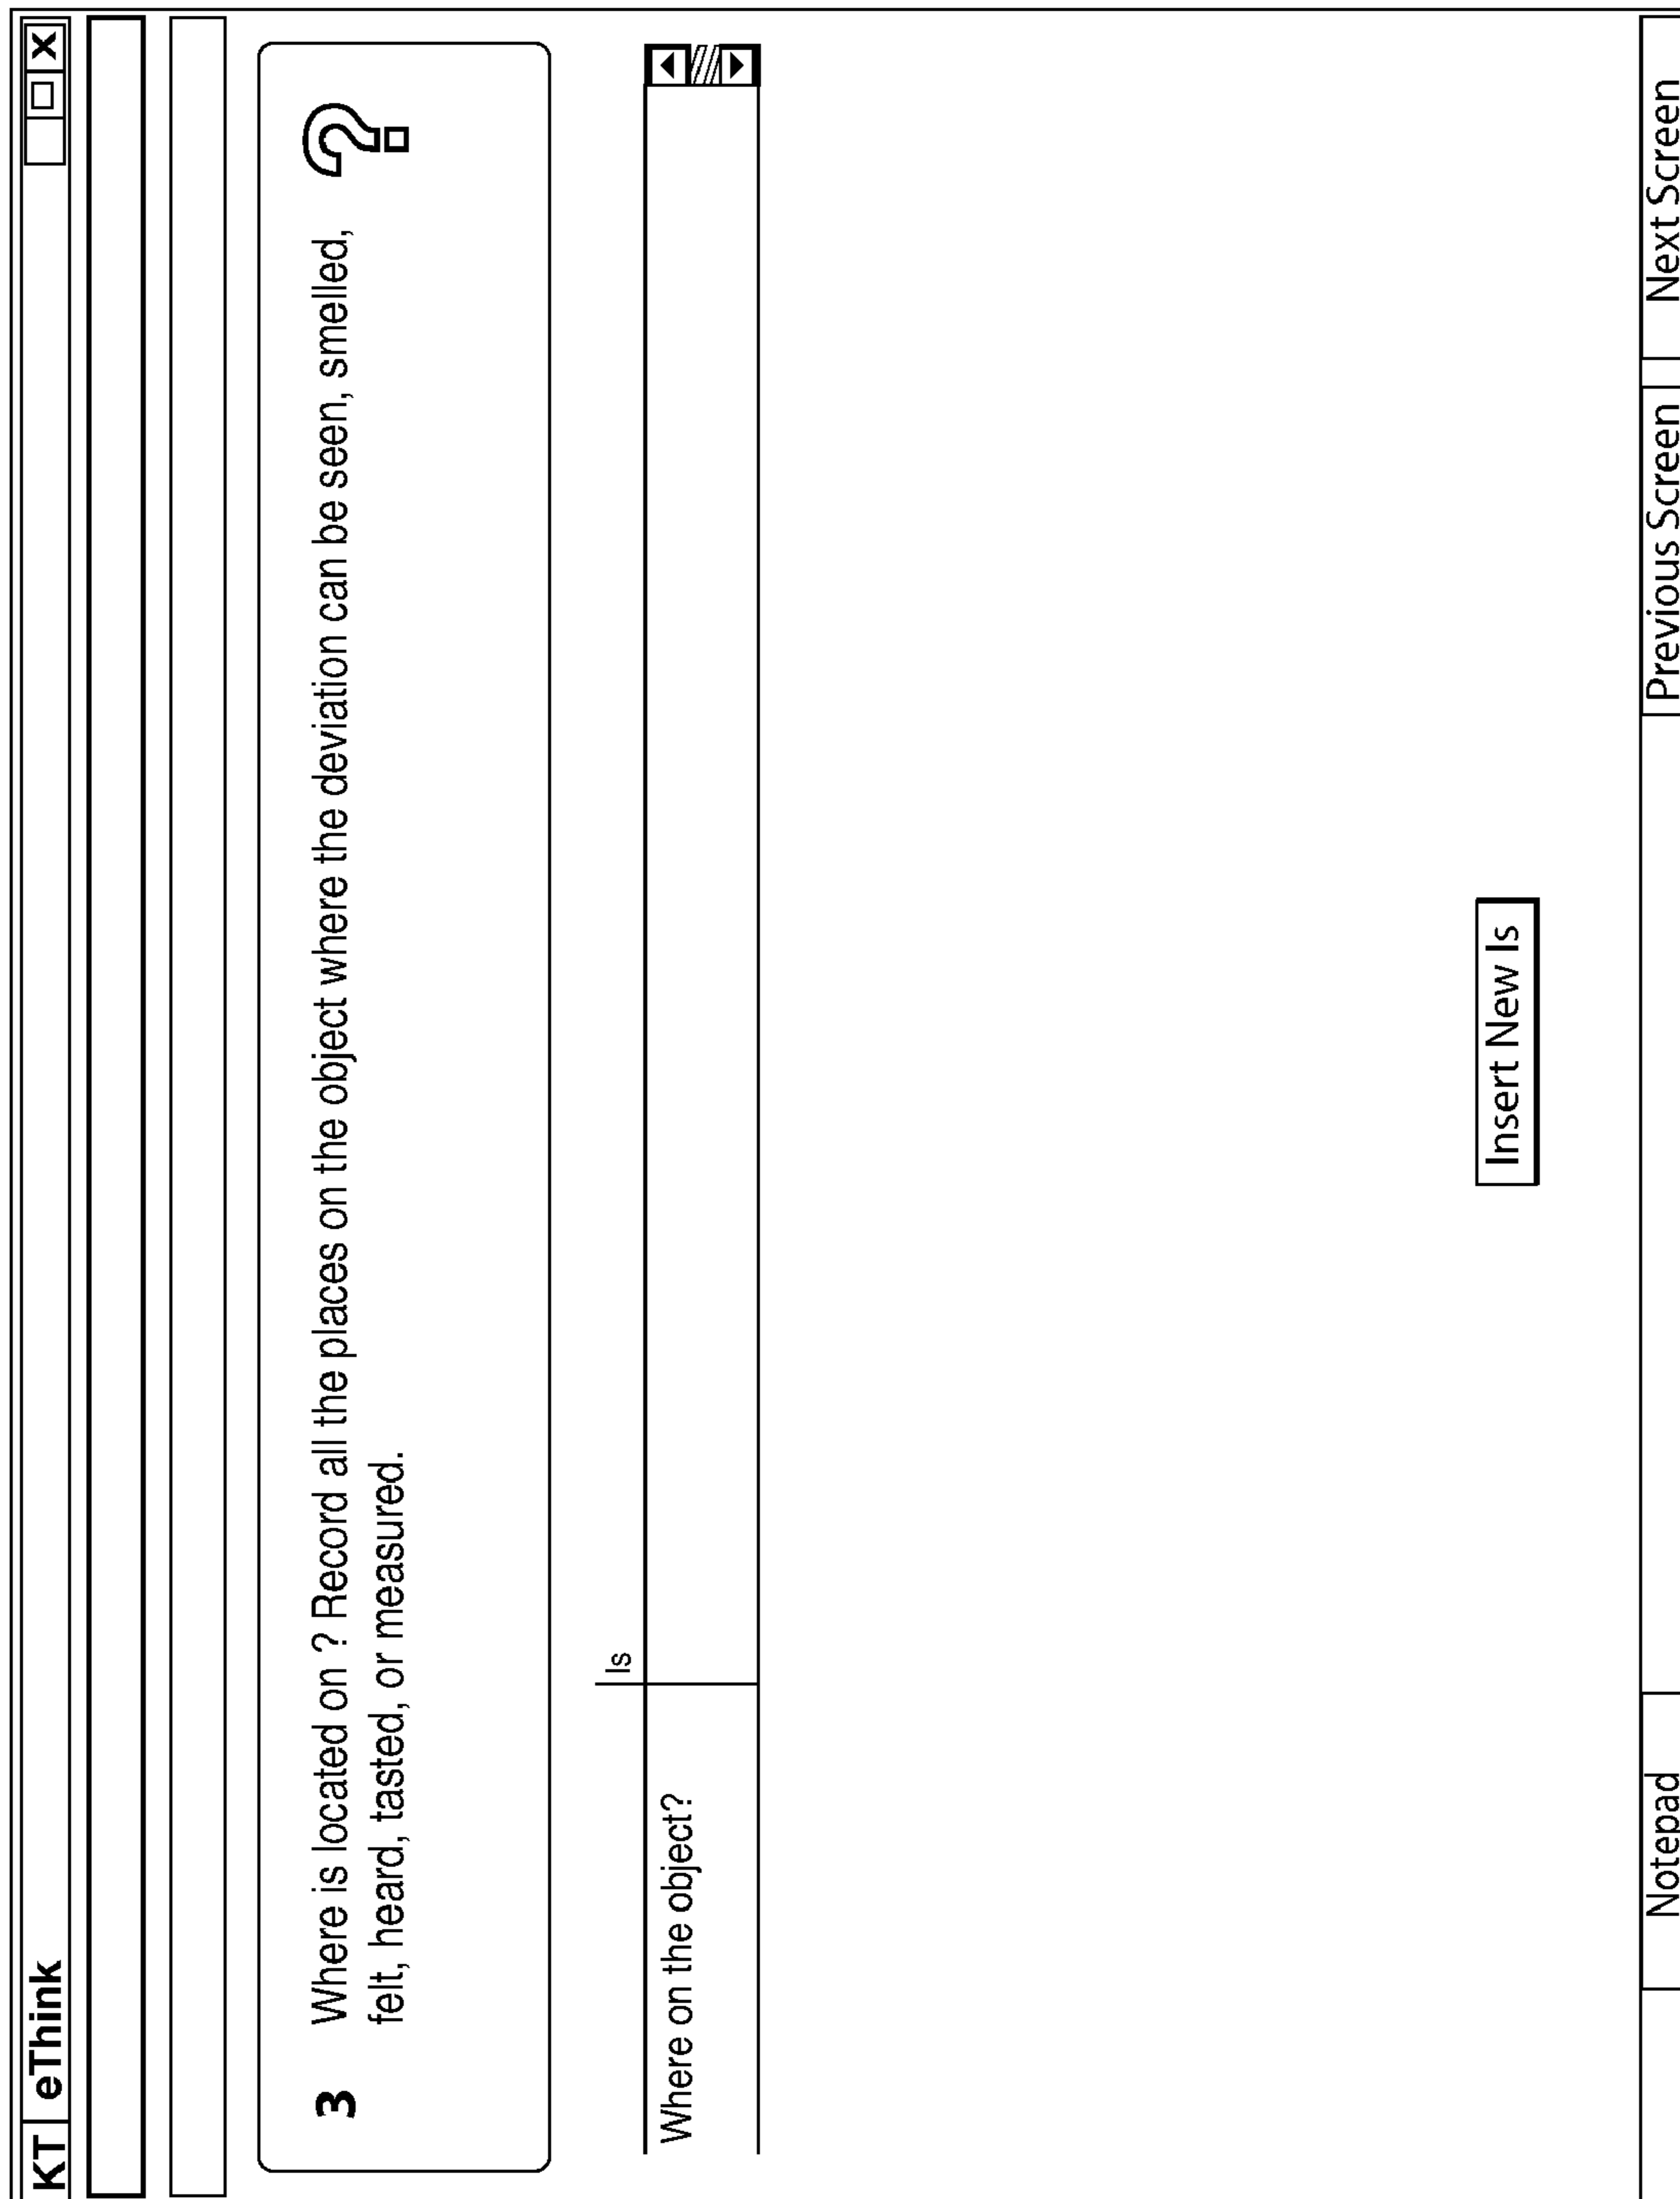 KT eThink X
3 Where is located on ? Record all the places on the object where the deviation can be seen, smelled, ?
felt, heard, tasted, or measured.
Is
Where on the object?
Insert New Is
Notepad Previous Screen Next Screen